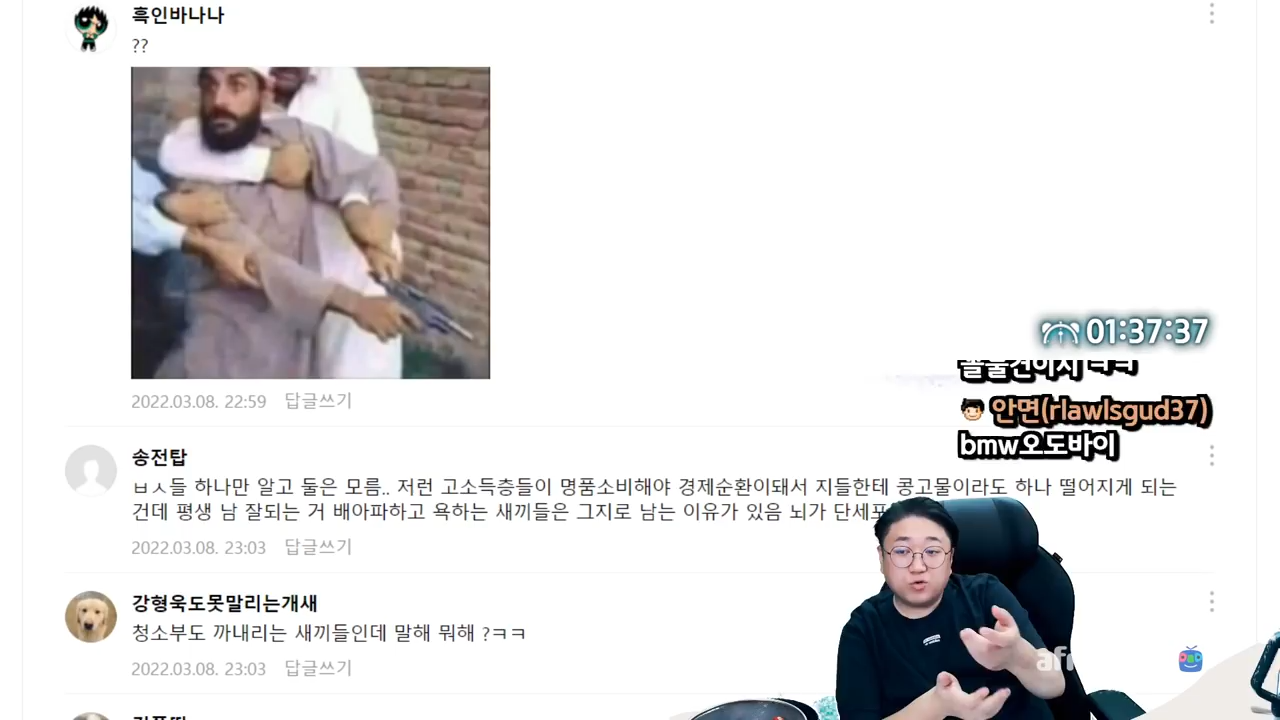 흑인바나나
??
2022.03.08. 22:59 답글쓰기
01:37:37
안면(rlawlsgud37)
bmw오도바이
송전탑
ㅂㅅ들 하나만 알고 둘은 모름.. 저런 고소득층들이 명품소비해야 경제순환이돼서 지들한테 콩고물이라도 하나 떨어지게 되는
건데 평생 남 잘되는 거 배아파하고 욕하는 새끼들은 그지로 남는 이유가 있음 뇌가 단세포
2022.03.08. 23:03 답글쓰기
강형욱도못말리는개새
청소부도 까내리는 새끼들인데 말해 뭐해 ?ㅋㅋ
2022.03.08. 23:03 답글쓰기